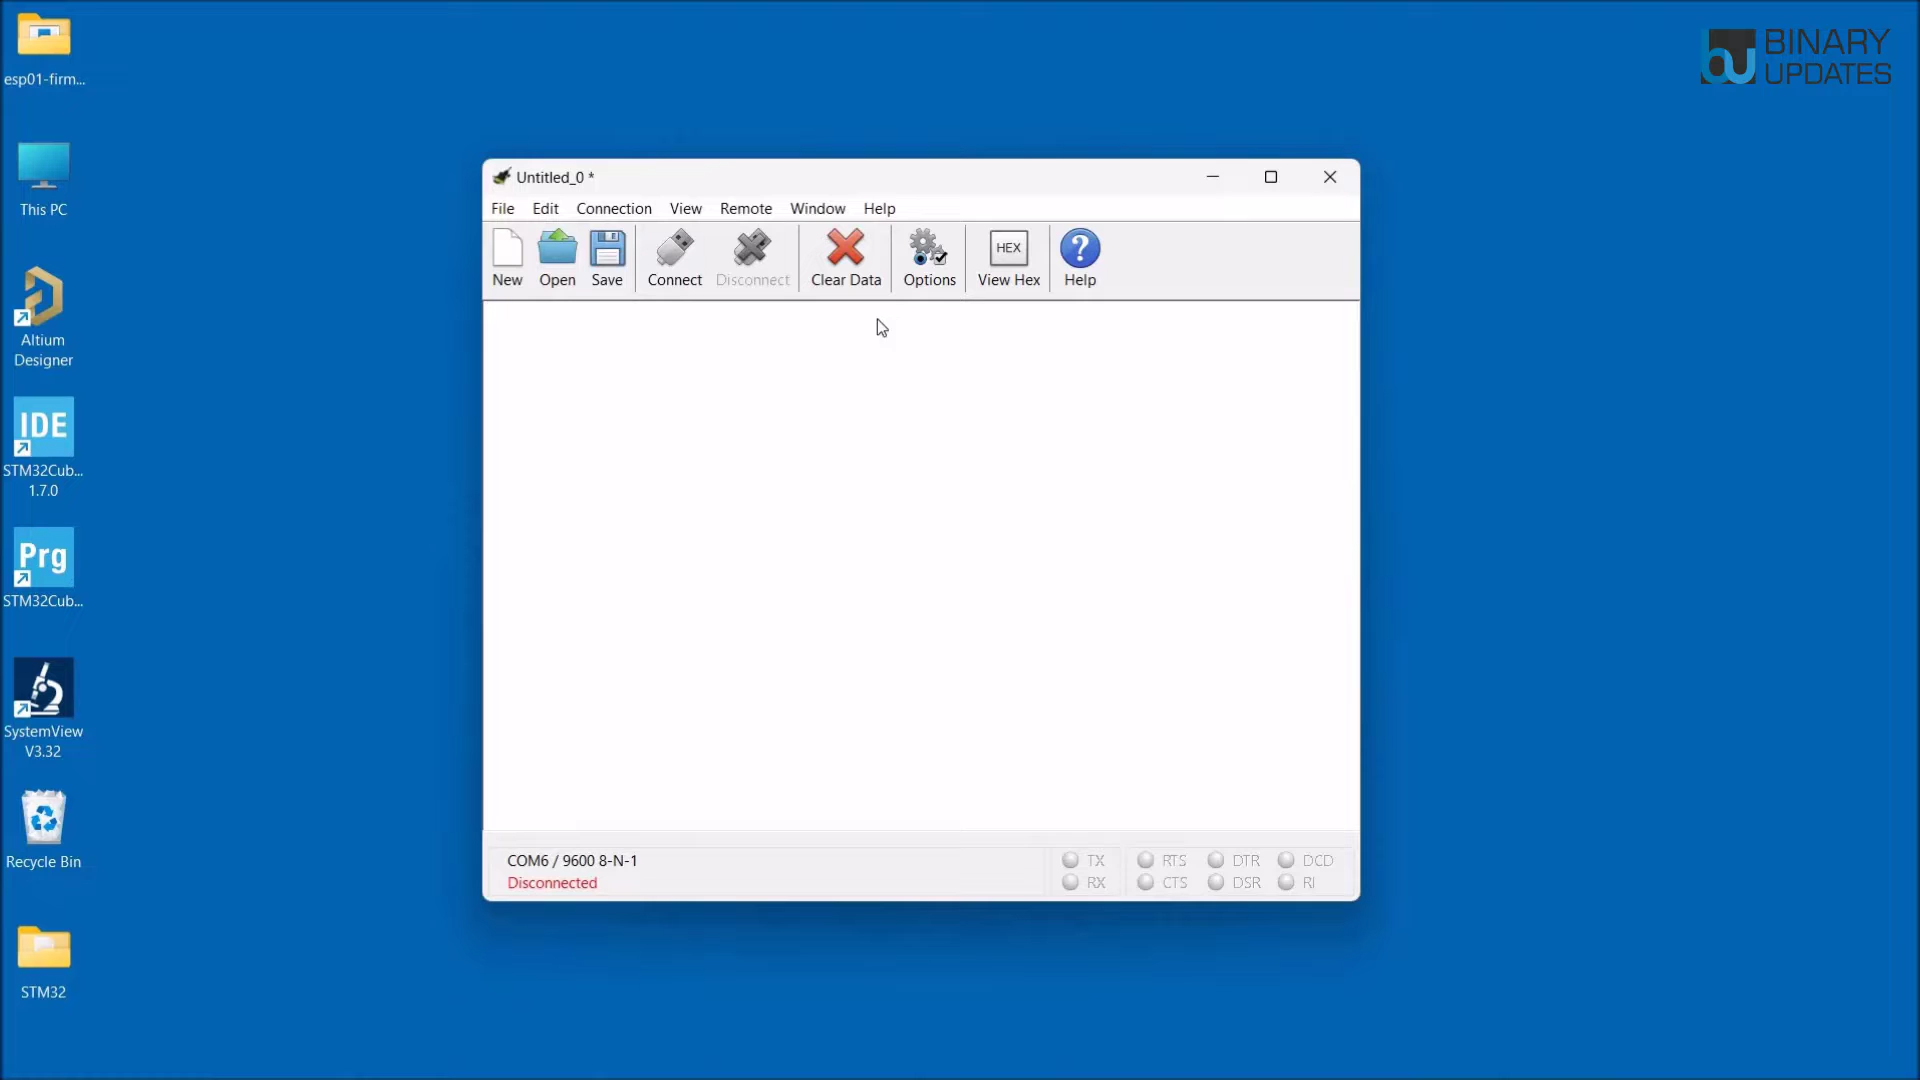 esp01-firm...
This PC
Altium
Designer
IDE
STM32Cub...
1.7.0
Prg
STM32Cub...
SystemView
V3.32
Recycle Bin
STM32
BINARY
UPDATES
Untitled_0 *
File Edit Connection View Remote Window Help
HEX
New Open Save Connect Disconnect Clear Data Options View Hex Help
COM6 / 9600 8-N-1
Disconnected
TX RTS DTR DCD
RX CTS DSR RI